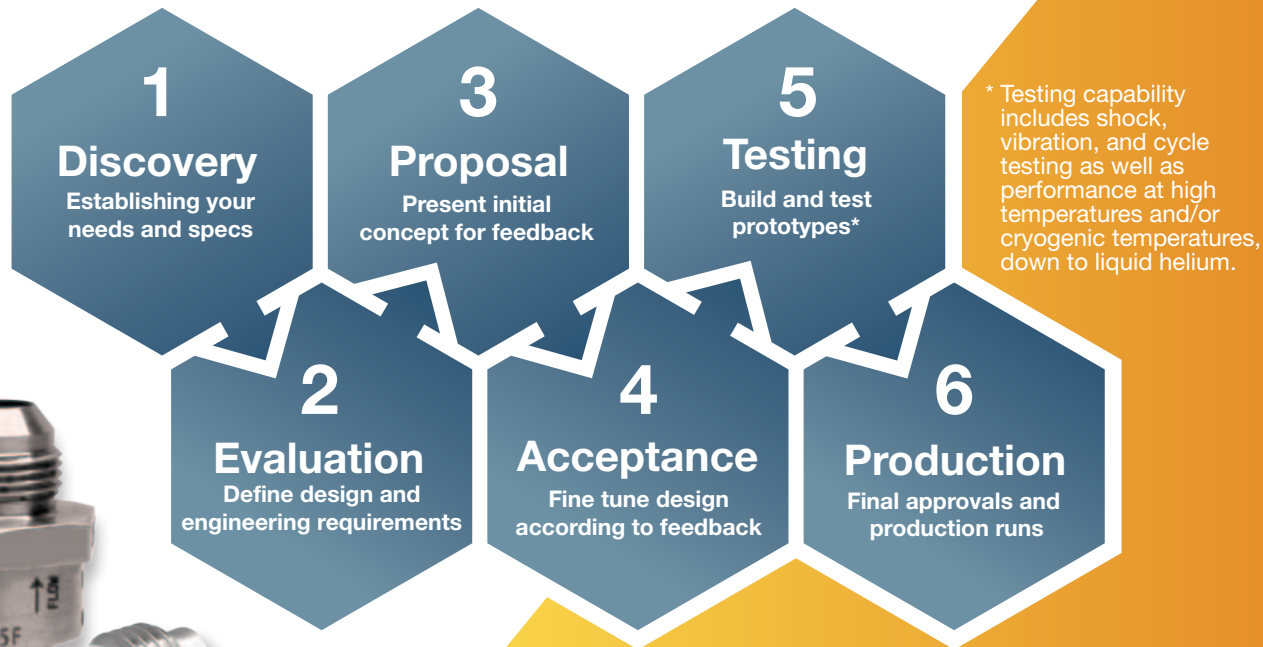 1
Discovery
Establishing your
needs and specs
2
Evaluation
Define design and
engineering requirements
3
Proposal
Present initial
concept for feedback
4
Acceptance
Fine tune design
according to feedback
5
Testing
Build and test
prototypes*
6
Production
Final approvals and
production runs
* Testing capability
includes shock,
vibration, and cycle
testing as well as
performance at high
temperatures and/or
cryogenic temperatures,
down to liquid helium.
FLOW
5F